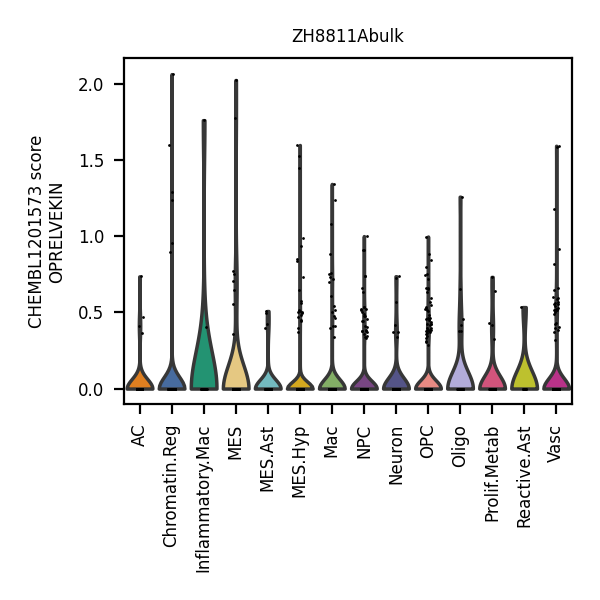 ZH8811Abulk
CHEMBL1201573 score
OPRELVEKIN
2.0
1.5
1.0
0.5
0.0
AC
Chromatin.Reg
Inflammatory.Mac
MES
MES.Ast
MES.Hyp
Mac
NPC
Neuron
OPC
Oligo
Prolif.Metab
Reactive.Ast
Vasc